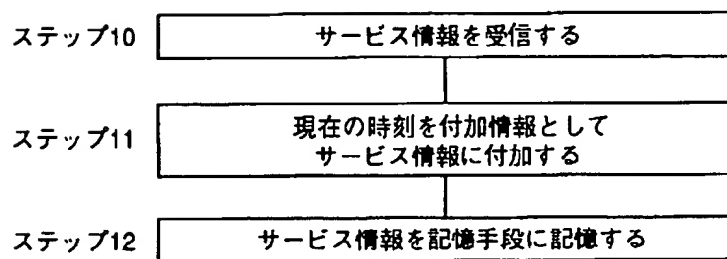 ステップ10
サービス情報を受信する
ステップ11
現在の時刻を付加情報として
サービス情報に付加する
ステップ12
サービス情報を記憶手段に記憶する